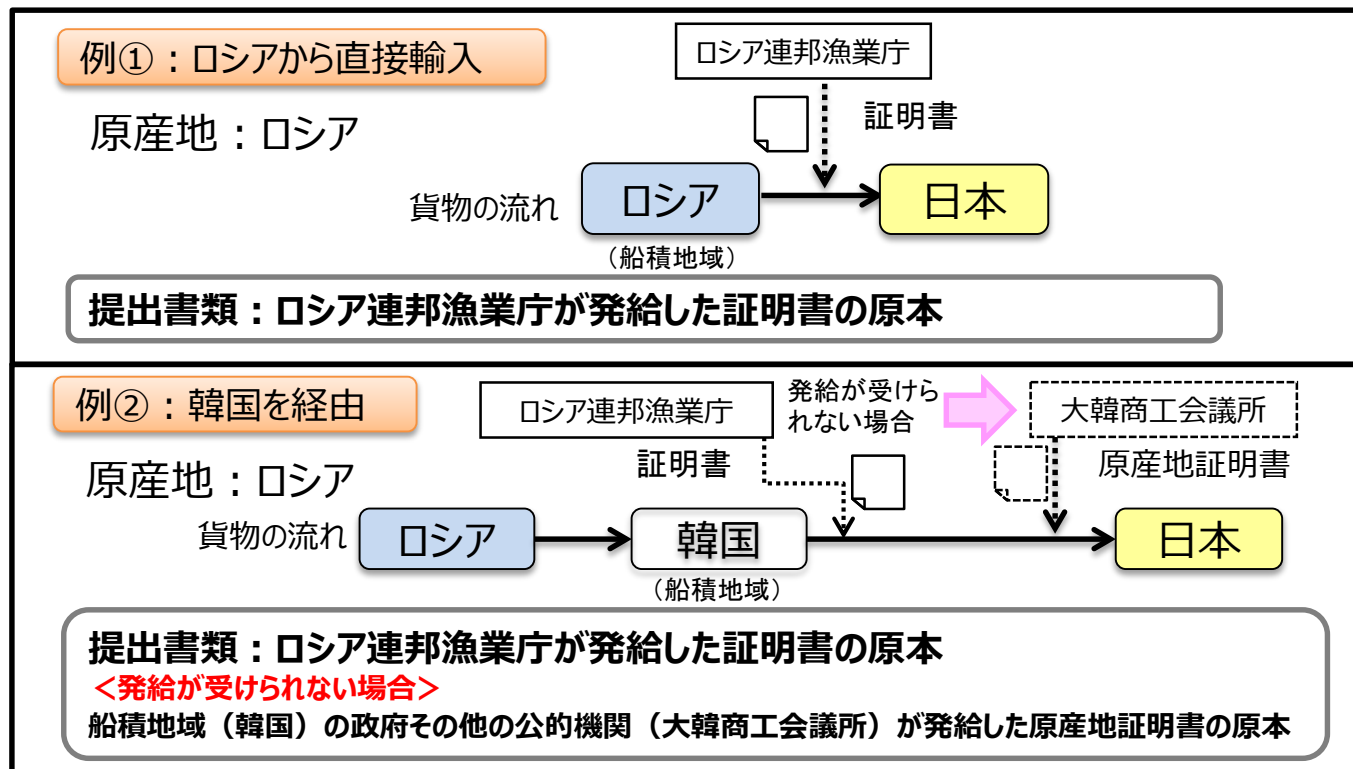 例①：ロシアから直接輸入
ロシア連邦漁業庁
証明書
原産地：ロシア
貨物の流れ
ロシア
日本
（船積地域）
提出書類：ロシア連邦漁業庁が発給した証明書の原本
例②：韓国を経由
ロシア連邦漁業庁
発給が受けら
れない場合
大韓商工会議所
証明書
原産地証明書
原産地：ロシア
貨物の流れ
ロシア
韓国
日本
（船積地域）
提出書類：ロシア連邦漁業庁が発給した証明書の原本
＜発給が受けられない場合＞
船積地域（韓国）の政府その他の公的機関（大韓商工会議所）が発給した原産地証明書の原本